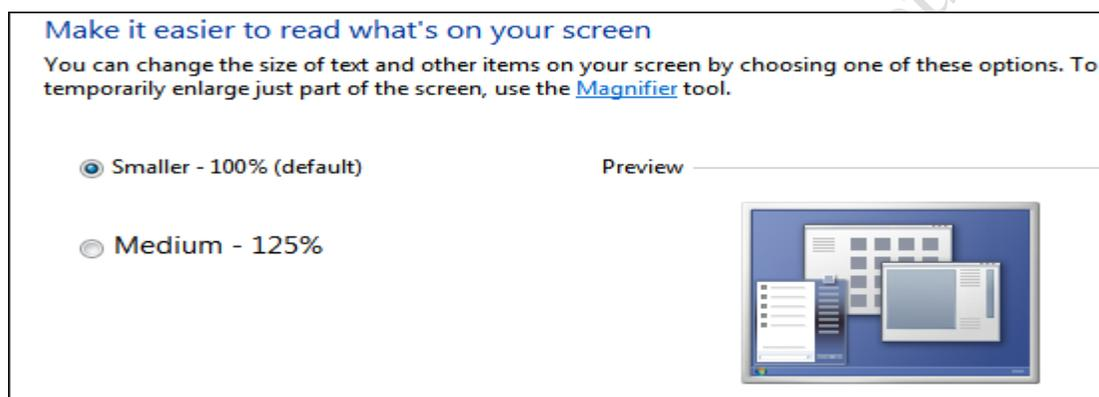 Make it easier to read what's on your screen
You can change the size of text and other items on your screen by choosing one of these options. To
temporarily enlarge just part of the screen, use the Magnifier tool.
Smaller - 100% (default)
Preview
Medium - 125%